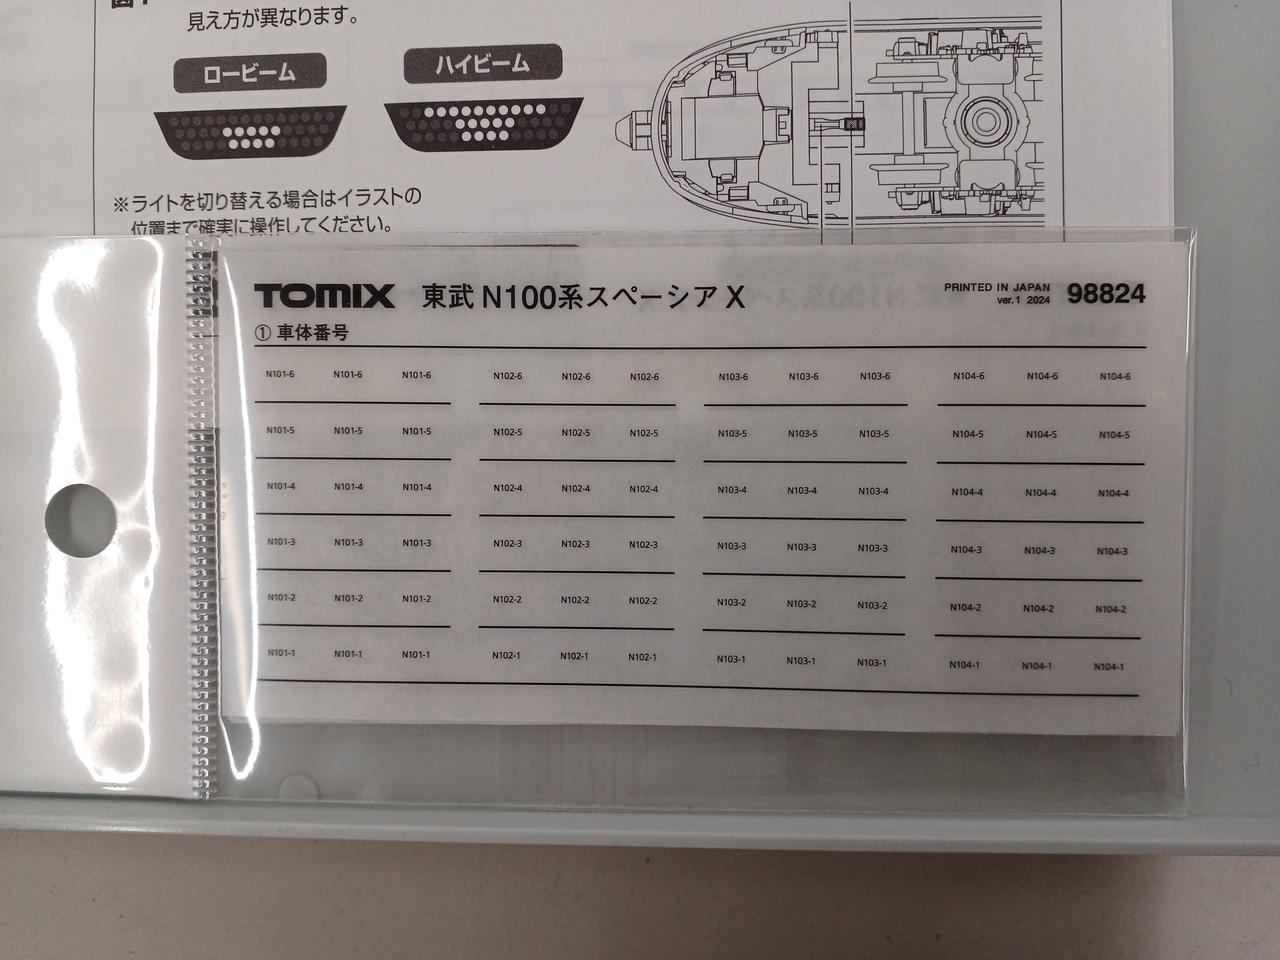 見え方が異なります。
ロービーム
ハイビーム
※ライトを切り替える場合はイラストの
位置まで確実に操作してください。
TOMIX 東武 N100系スペーシア X PRINTED IN JAPAN ver.1 2024 98824
① 車体番号
N101-6 N101-6 N101-6 N102-6 N102-6 N102-6 N103-6 N103-6 N103-6 N104-6 N104-6 N104-6
N101-5 N101-5 N101-5 N102-5 N102-5 N102-5 N103-5 N103-5 N103-5 N104-5 N104-5 N104-5
N101-4 N101-4 N101-4 N102-4 N102-4 N102-4 N103-4 N103-4 N103-4 N104-4 N104-4 N104-4
N101-3 N101-3 N101-3 N102-3 N102-3 N102-3 N103-3 N103-3 N103-3 N104-3 N104-3 N104-3
N101-2 N101-2 N101-2 N102-2 N102-2 N102-2 N103-2 N103-2 N103-2 N104-2 N104-2 N104-2
N101-1 N101-1 N101-1 N102-1 N102-1 N102-1 N103-1 N103-1 N103-1 N104-1 N104-1 N104-1